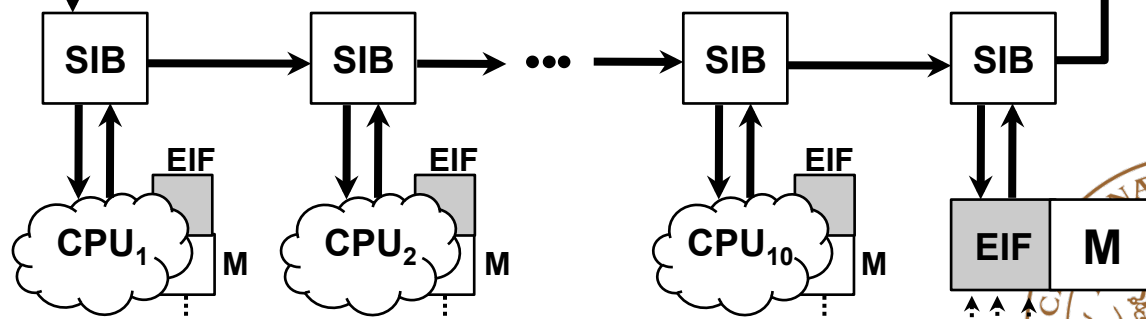 SIB SIB ••• SIB SIB
EIF EIF EIF
CPU₁ CPU₂ CPU₁₀ EIF M
M M M